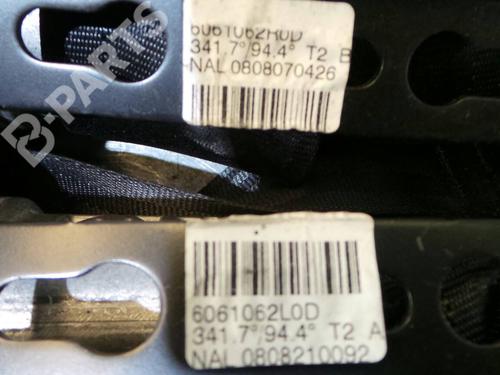 B-PARTS
6061062R0D
341.7°/94.4° T2 B
NAL 0808070426
6061062L0D
341.7°/94.4° T2 A
NAL 0808210092